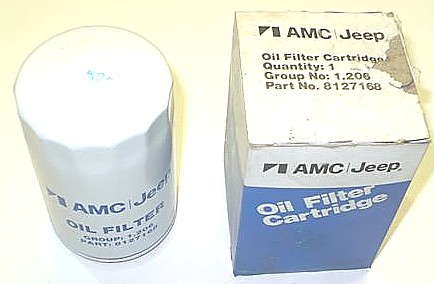 AMC|Jeep
OIL FILTER
GROUP: 1.206
PART: 8127168
AMC|Jeep
Oil Filter Cartridge
Quantity: 1
Group No: 1.206
Part No. 8127168
AMC|Jeep
Oil Filter
Cartridge